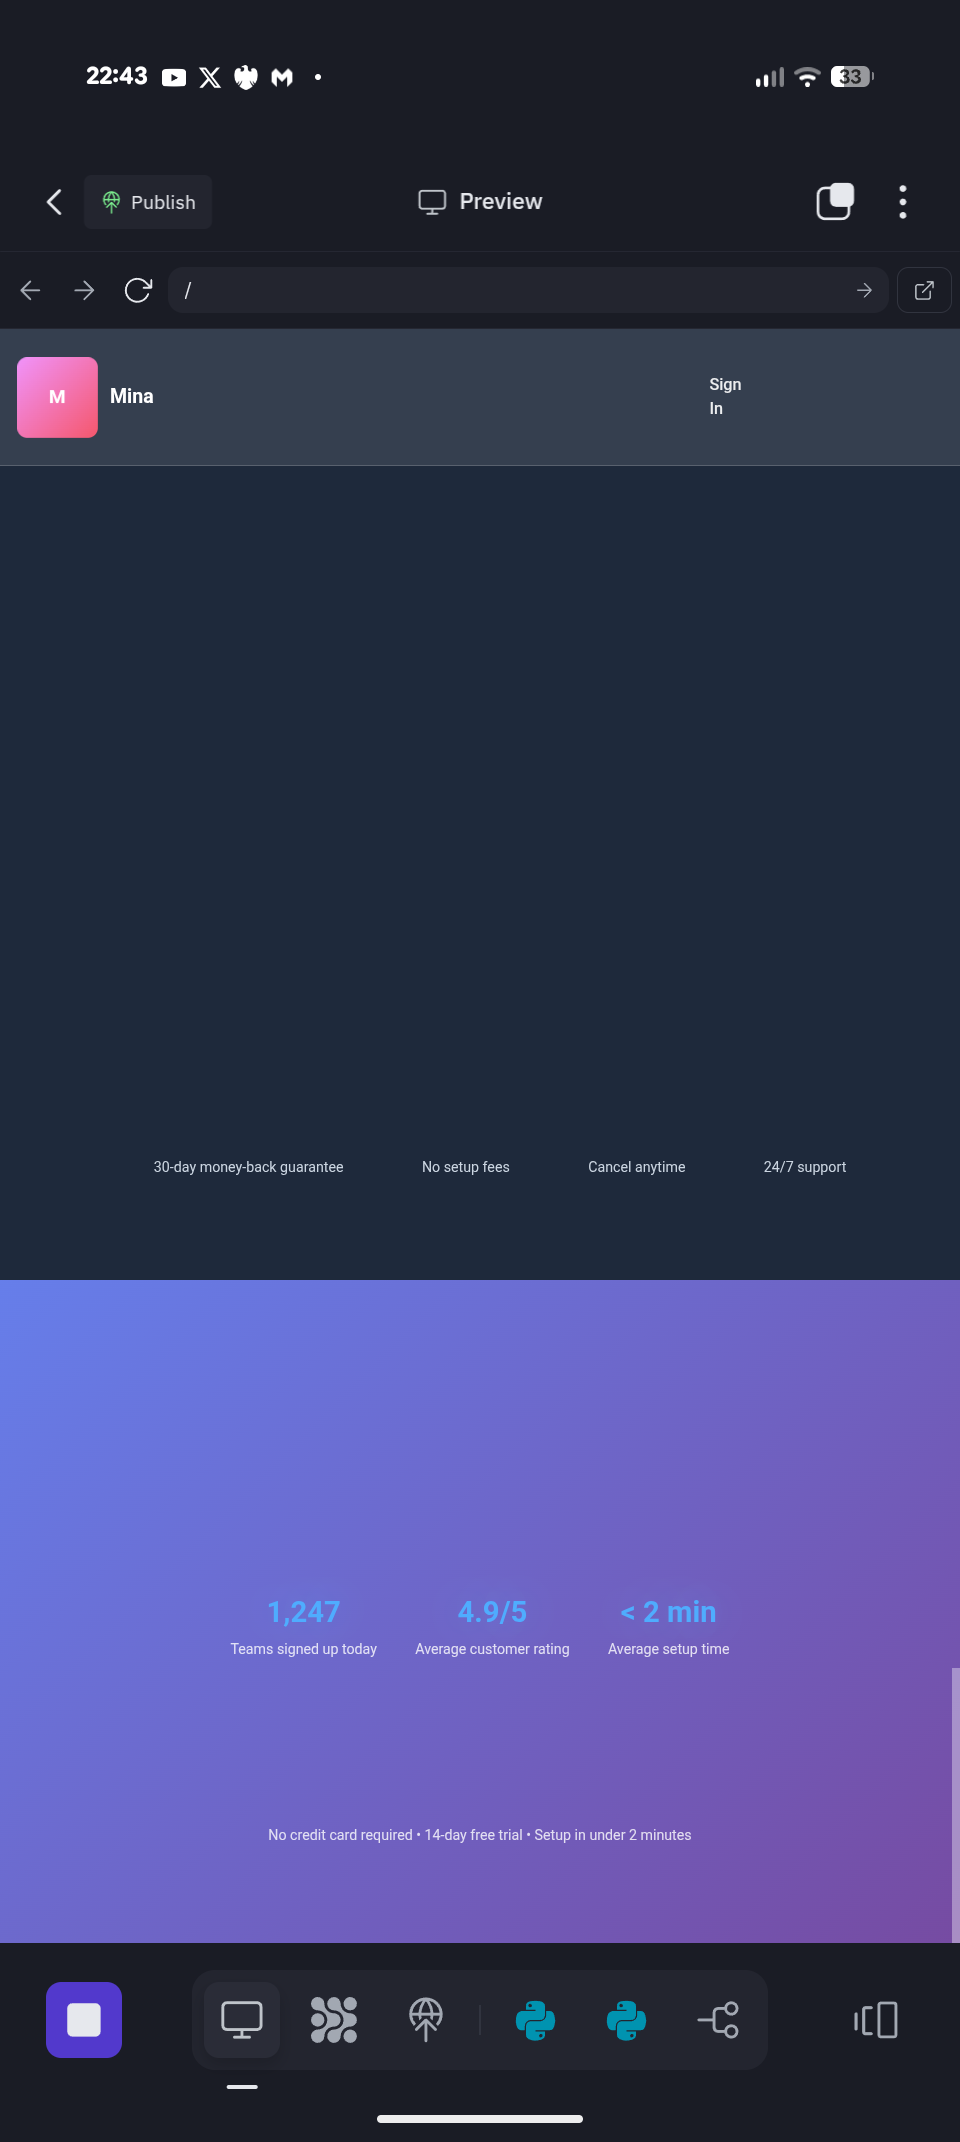 22:43
33
Publish
Preview
/
M
Mina
Sign
In
30-day money-back guarantee
No setup fees
Cancel anytime
24/7 support
1,247
4.9/5
< 2 min
Teams signed up today
Average customer rating
Average setup time
No credit card required • 14-day free trial • Setup in under 2 minutes